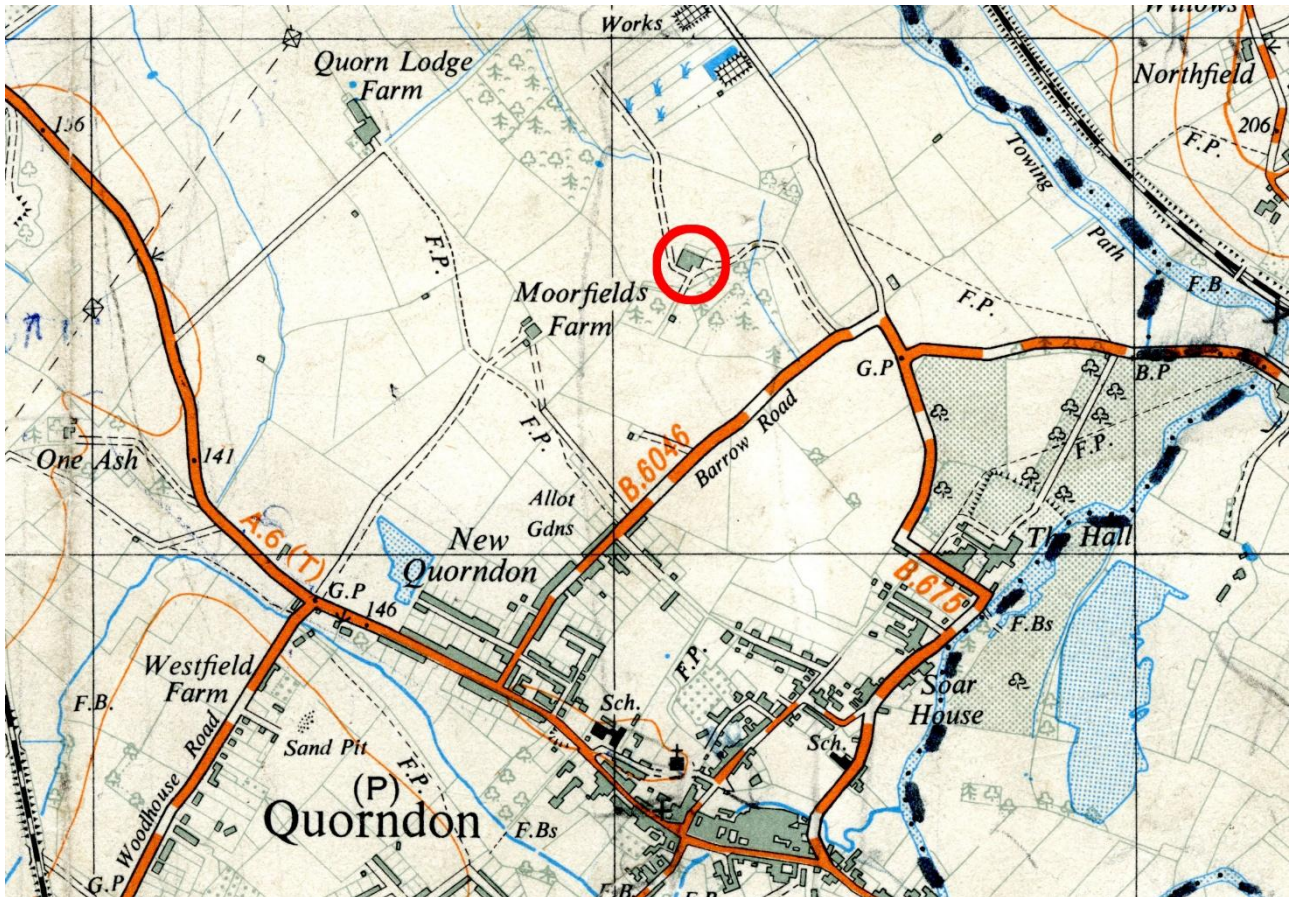 Works
Willows
Quorn Lodge
Farm
Northfield
156
206
F.P.
Towing
Path
F.P.
F.B.
Moorfields
Farm
F.P.
G.P
B.P
B.6046
Barrow Road
F.P.
F.P
One Ash
141
Allot
Gdns
A.6 (T)
New
Quorndon
The Hall
G.P
146
B.675
F.Bs
Westfield
Farm
F.P.
Soar
House
F.B.
Sch.
Sch.
Woodhouse Road
Sand Pit
F.P.
(P)
Quorndon
F.Bs
G.P
F.B.
F.P.